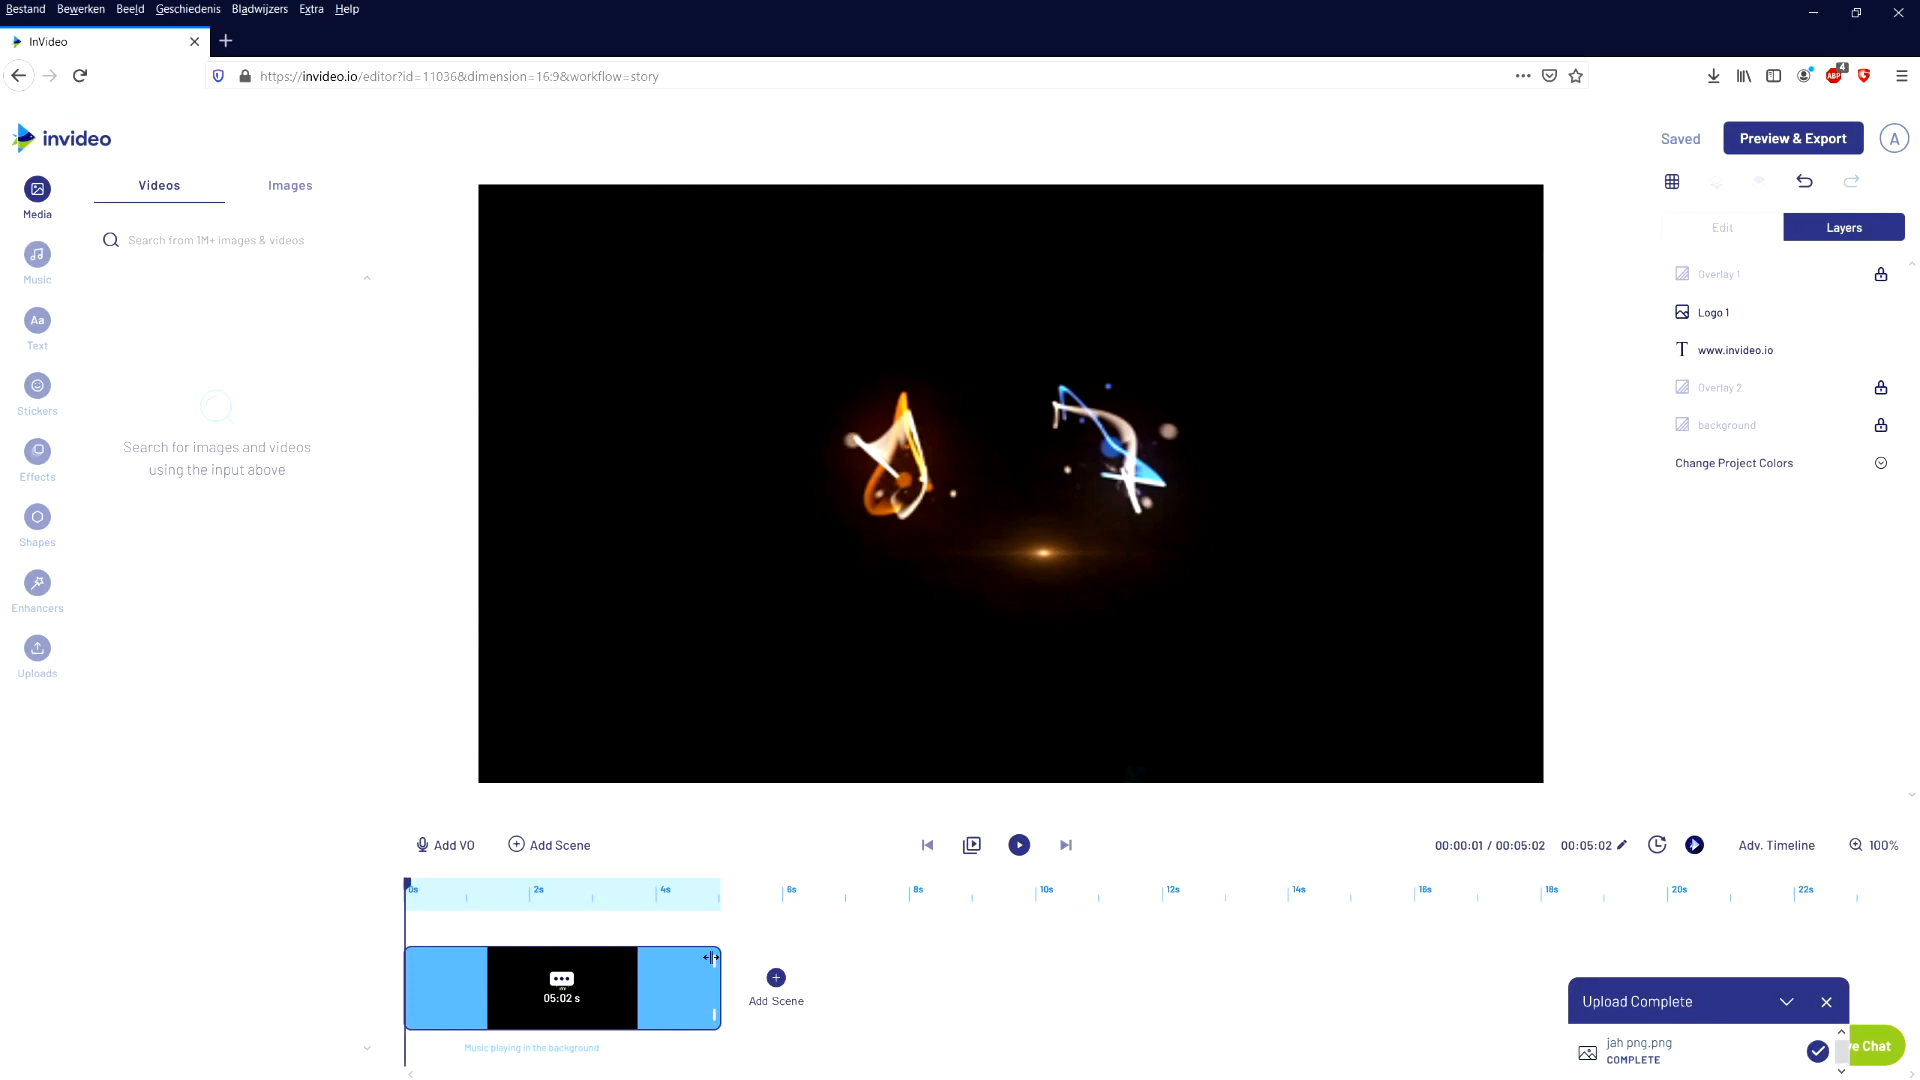 Bestand Bewerken Beeld Geschiedenis Bladwijzers Extra Help
InVideo
https://invideo.io/editor?id=11036&dimension=16:9&workflow=story
ABP
4
invideo
Saved
Preview & Export
A
Media
Music
Aa
Text
Stickers
Effects
Shapes
Enhancers
Uploads
Videos
Images
Search from 1M+ images & videos
Search for images and videos
using the input above
Edit
Layers
Overlay 1
Logo 1
T www.invideo.io
Overlay 2
background
Change Project Colors
Add VO
Add Scene
00:00:01 / 00:05:02
00:05:02
Adv. Timeline
100%
0s 2s 4s 6s 8s 10s 12s 14s 16s 18s 20s 22s
05:02 s
Add Scene
Music playing in the background
Upload Complete
jah png.png
COMPLETE
ve Chat